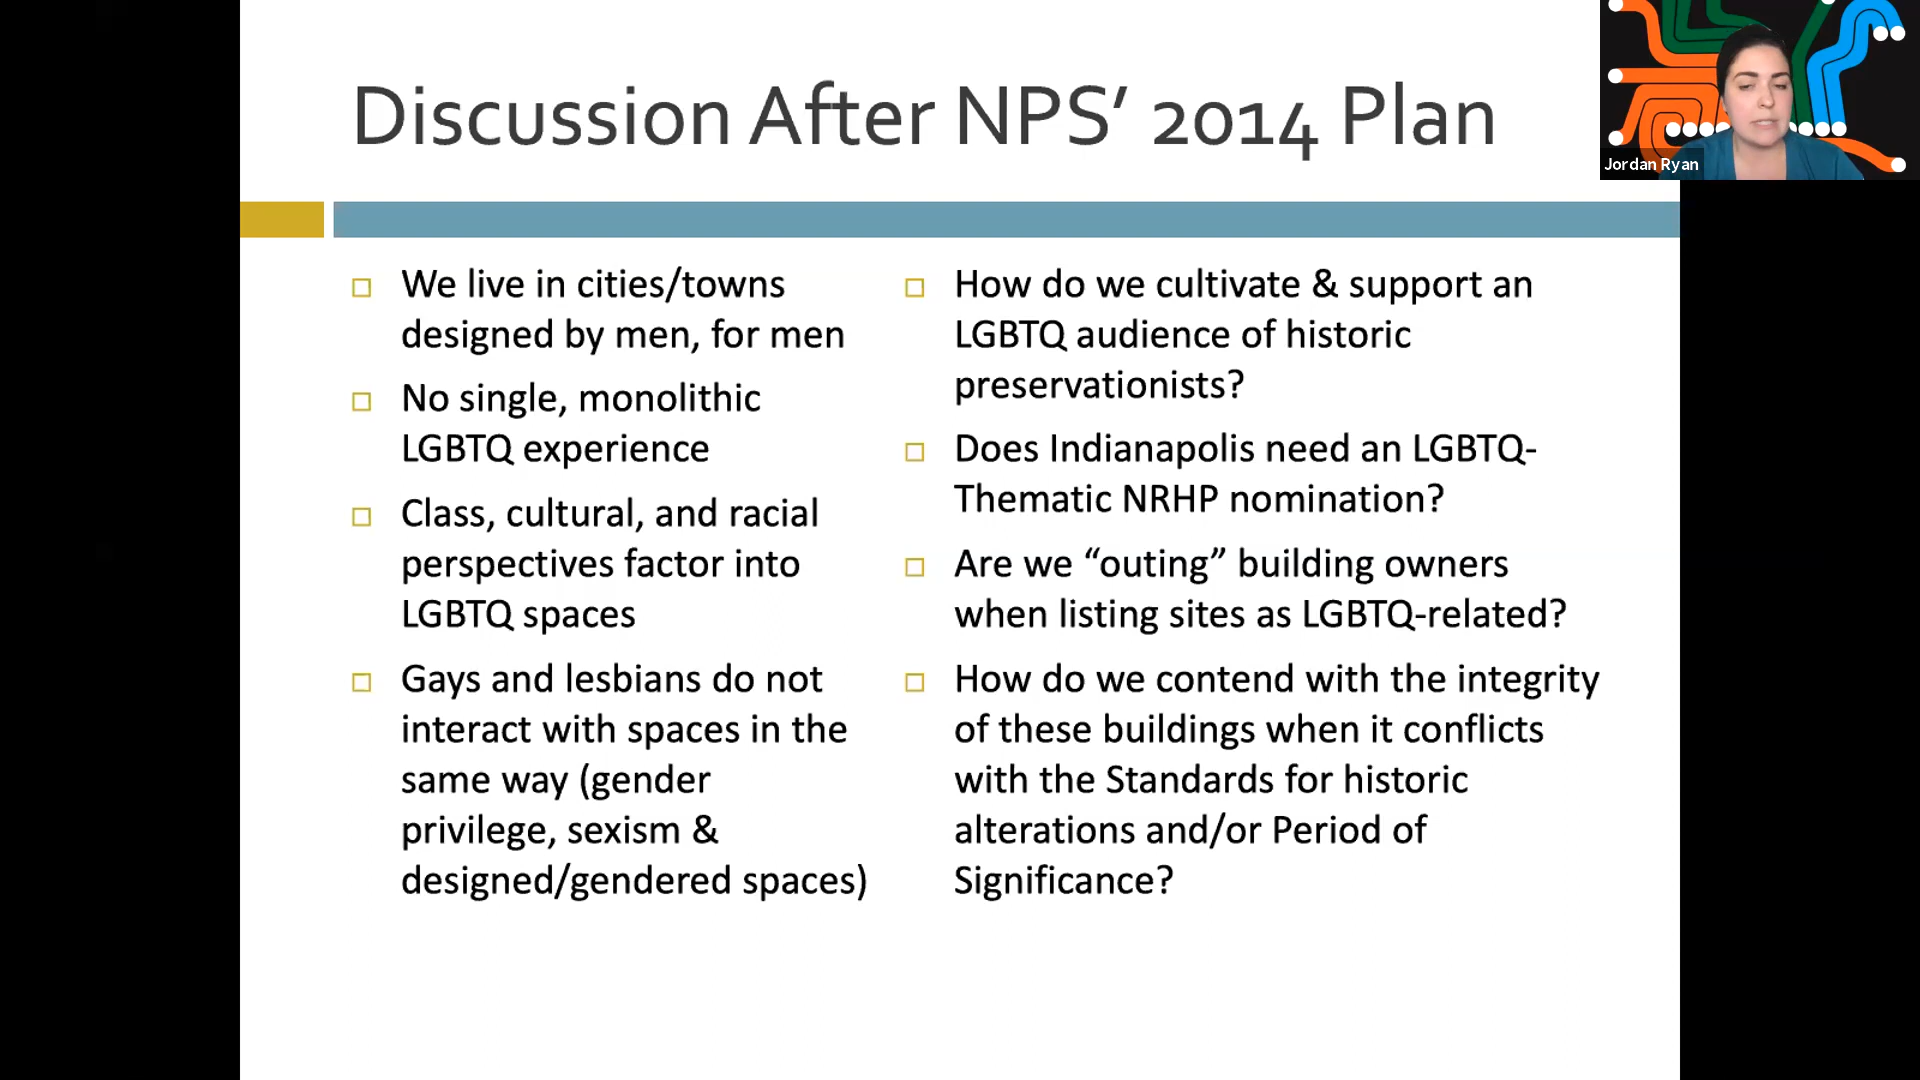 Discussion After NPS’ 2014 Plan
Jordan Ryan
We live in cities/towns
designed by men, for men
No single, monolithic
LGBTQ experience
Class, cultural, and racial
perspectives factor into
LGBTQ spaces
Gays and lesbians do not
interact with spaces in the
same way (gender
privilege, sexism &
designed/gendered spaces)
How do we cultivate & support an
LGBTQ audience of historic
preservationists?
Does Indianapolis need an LGBTQ-
Thematic NRHP nomination?
Are we “outing” building owners
when listing sites as LGBTQ-related?
How do we contend with the integrity
of these buildings when it conflicts
with the Standards for historic
alterations and/or Period of
Significance?